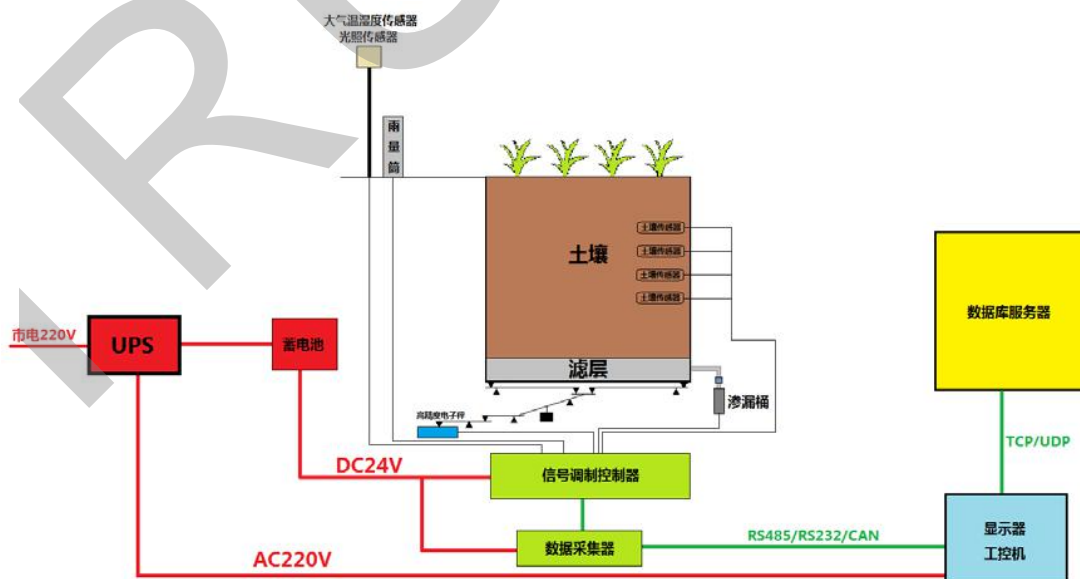 大气温湿度传感器
光照传感器
雨
量
筒
土壤传感器
土壤传感器
土壤
土壤传感器
土壤传感器
数据库服务器
市电220V
UPS
蓄电池
滤层
渗漏桶
高精度电子秤
TCP/UDP
DC24V
信号调制控制器
显示器
工控机
RS485/RS232/CAN
数据采集器
AC220V